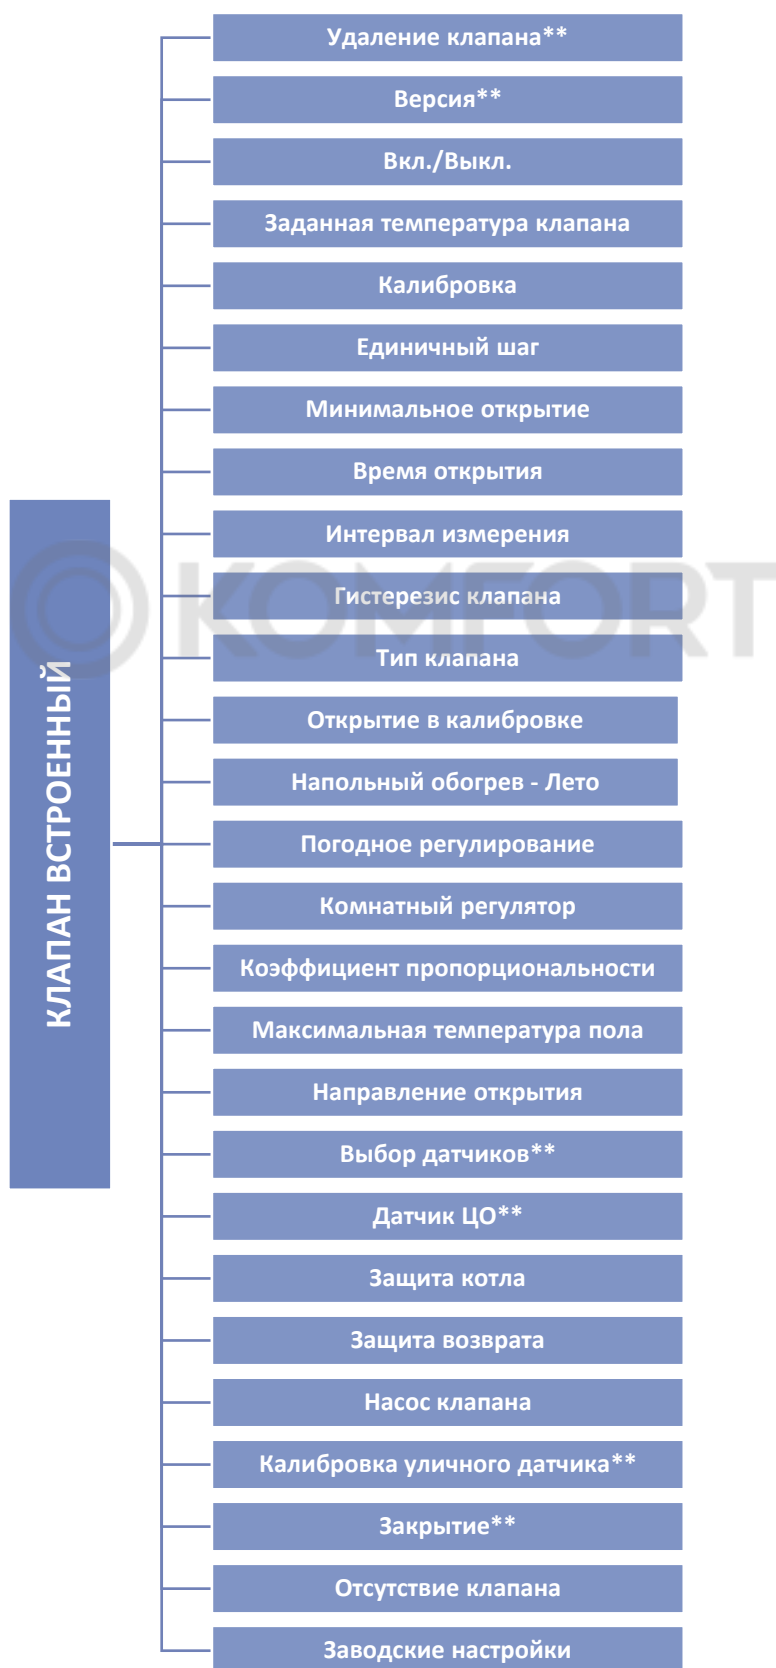 Удаление клапана**
Версия**
Вкл./Выкл.
Заданная температура клапана
Калибровка
Единичный шаг
Минимальное открытие
Время открытия
Интервал измерения
Гистерезис клапана
KOMFORT
Тип клапана
Открытие в калибровке
Напольный обогрев - Лето
КЛАПАН ВСТРОЕННЫЙ
Погодное регулирование
Комнатный регулятор
Коэффициент пропорциональности
Максимальная температура пола
Направление открытия
Выбор датчиков**
Датчик ЦО**
Защита котла
Защита возврата
Насос клапана
Калибровка уличного датчика**
Закрытие**
Отсутствие клапана
Заводские настройки